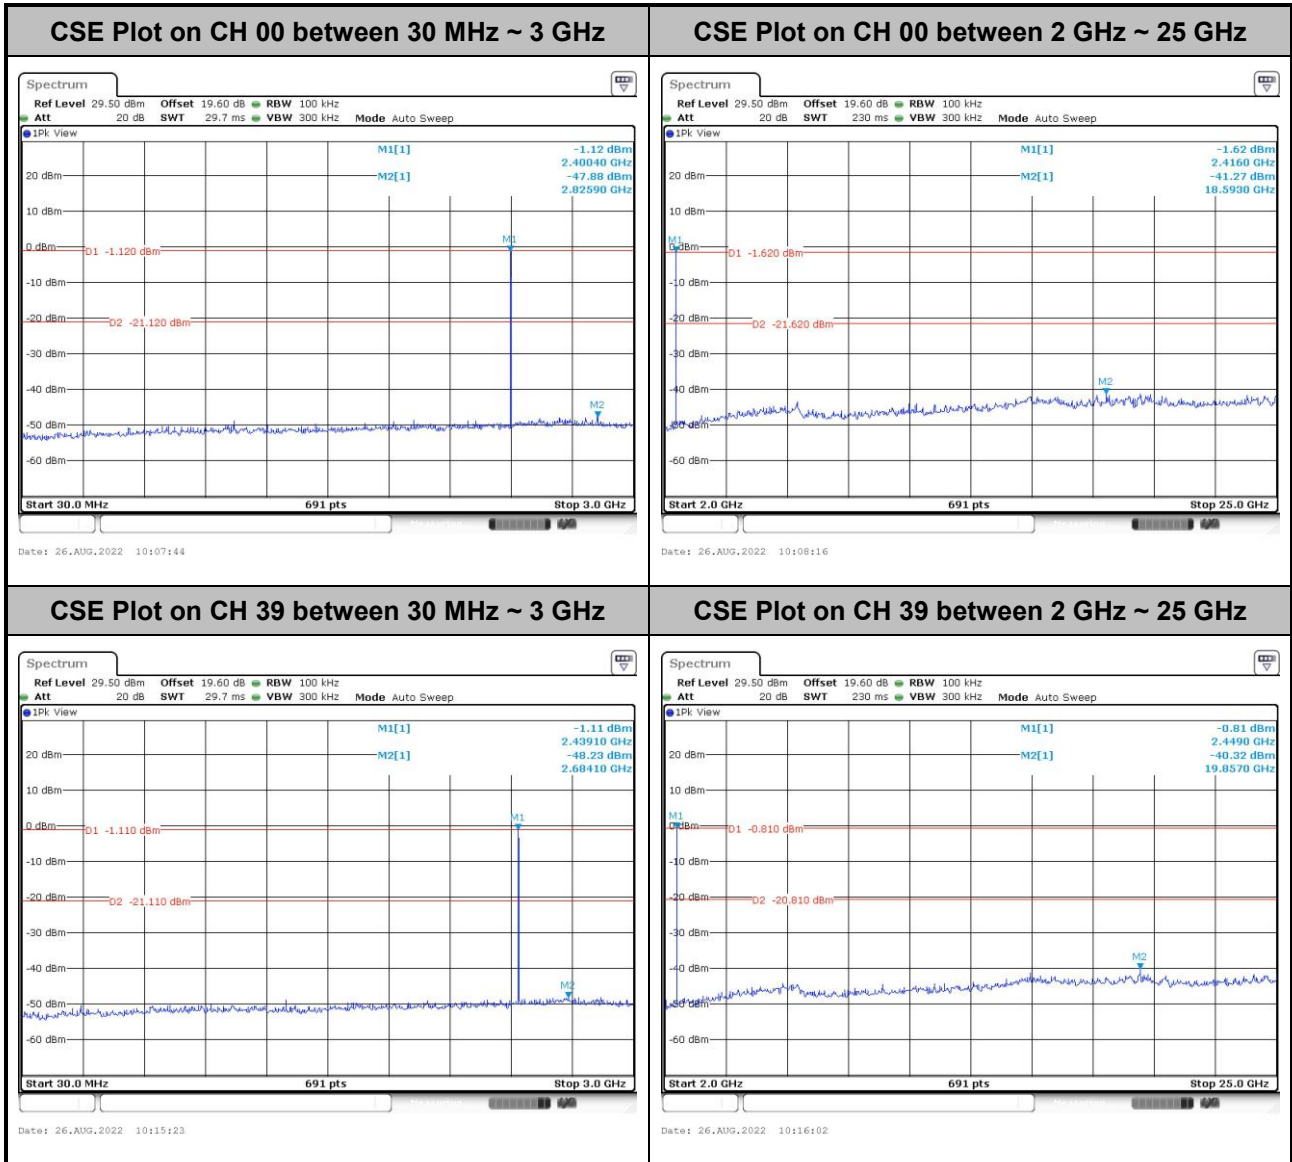 CSE Plot on CH 00 between 30 MHz ~ 3 GHz
Spectrum
Ref Level 29.50 dBm Offset 19.60 dB RBW 100 kHz
Att 20 dB SWT 29.7 ms VBW 300 kHz Mode Auto Sweep
1Pk View
M1[1] -1.12 dBm
2.40040 GHz
20 dBm M2[1] -47.88 dBm
2.82590 GHz
10 dBm
M1
0 dBm
D1 -1.120 dBm
-10 dBm
-20 dBm
D2 -21.120 dBm
-30 dBm
-40 dBm
M2
-50 dBm
-60 dBm
Start 30.0 MHz 691 pts Stop 3.0 GHz
Date: 26.AUG.2022 10:07:44
CSE Plot on CH 00 between 2 GHz ~ 25 GHz
Spectrum
Ref Level 29.50 dBm Offset 19.60 dB RBW 100 kHz
Att 20 dB SWT 230 ms VBW 300 kHz Mode Auto Sweep
1Pk View
M1[1] -1.62 dBm
2.4160 GHz
20 dBm M2[1] -41.27 dBm
18.5930 GHz
10 dBm
M1
0 dBm
D1 -1.620 dBm
-10 dBm
-20 dBm
D2 -21.620 dBm
-30 dBm
-40 dBm
M2
-50 dBm
-60 dBm
Start 2.0 GHz 691 pts Stop 25.0 GHz
Date: 26.AUG.2022 10:08:16
CSE Plot on CH 39 between 30 MHz ~ 3 GHz
Spectrum
Ref Level 29.50 dBm Offset 19.60 dB RBW 100 kHz
Att 20 dB SWT 29.7 ms VBW 300 kHz Mode Auto Sweep
1Pk View
M1[1] -1.11 dBm
2.43910 GHz
20 dBm M2[1] -48.23 dBm
2.68410 GHz
10 dBm
M1
0 dBm
D1 -1.110 dBm
-10 dBm
-20 dBm
D2 -21.110 dBm
-30 dBm
-40 dBm
M2
-50 dBm
-60 dBm
Start 30.0 MHz 691 pts Stop 3.0 GHz
Date: 26.AUG.2022 10:15:23
CSE Plot on CH 39 between 2 GHz ~ 25 GHz
Spectrum
Ref Level 29.50 dBm Offset 19.60 dB RBW 100 kHz
Att 20 dB SWT 230 ms VBW 300 kHz Mode Auto Sweep
1Pk View
M1[1] -0.81 dBm
2.4490 GHz
20 dBm M2[1] -40.32 dBm
19.8570 GHz
10 dBm
M1
0 dBm
D1 -0.810 dBm
-10 dBm
-20 dBm
D2 -20.810 dBm
-30 dBm
M2
-40 dBm
-50 dBm
-60 dBm
Start 2.0 GHz 691 pts Stop 25.0 GHz
Date: 26.AUG.2022 10:16:02